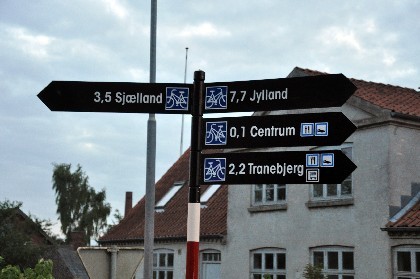 3,5 Sjælland
7,7 Jylland
0,1 Centrum
2,2 Tranebjerg